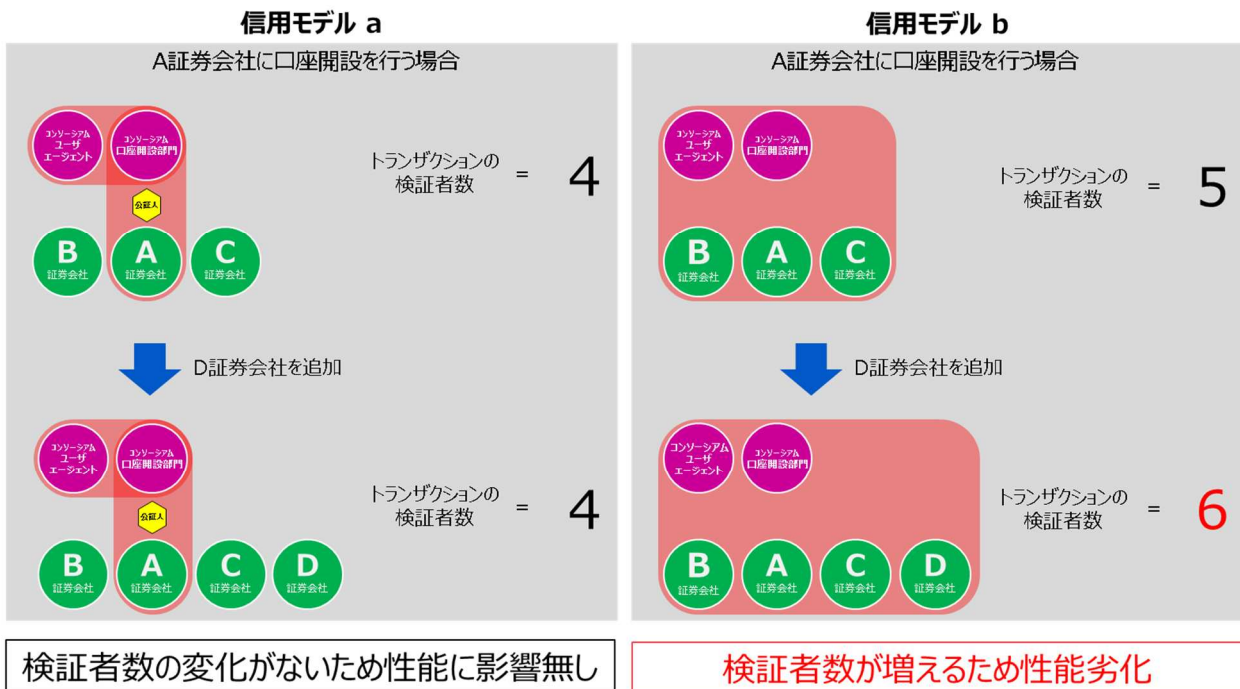 信用モデル a
A証券会社に口座開設を行う場合
コンソーシアム
ユーザ
エージェント
コンソーシアム
口座開設部門
公証人
トランザクションの
検証者数
=
4
B
証券会社
A
証券会社
C
証券会社
D証券会社を追加
コンソーシアム
ユーザ
エージェント
コンソーシアム
口座開設部門
公証人
トランザクションの
検証者数
=
4
B
証券会社
A
証券会社
C
証券会社
D
証券会社
検証者数の変化がないため性能に影響無し
信用モデル b
A証券会社に口座開設を行う場合
コンソーシアム
ユーザ
エージェント
コンソーシアム
口座開設部門
トランザクションの
検証者数
=
5
B
証券会社
A
証券会社
C
証券会社
D証券会社を追加
コンソーシアム
ユーザ
エージェント
コンソーシアム
口座開設部門
トランザクションの
検証者数
=
6
B
証券会社
A
証券会社
C
証券会社
D
証券会社
検証者数が増えるため性能劣化